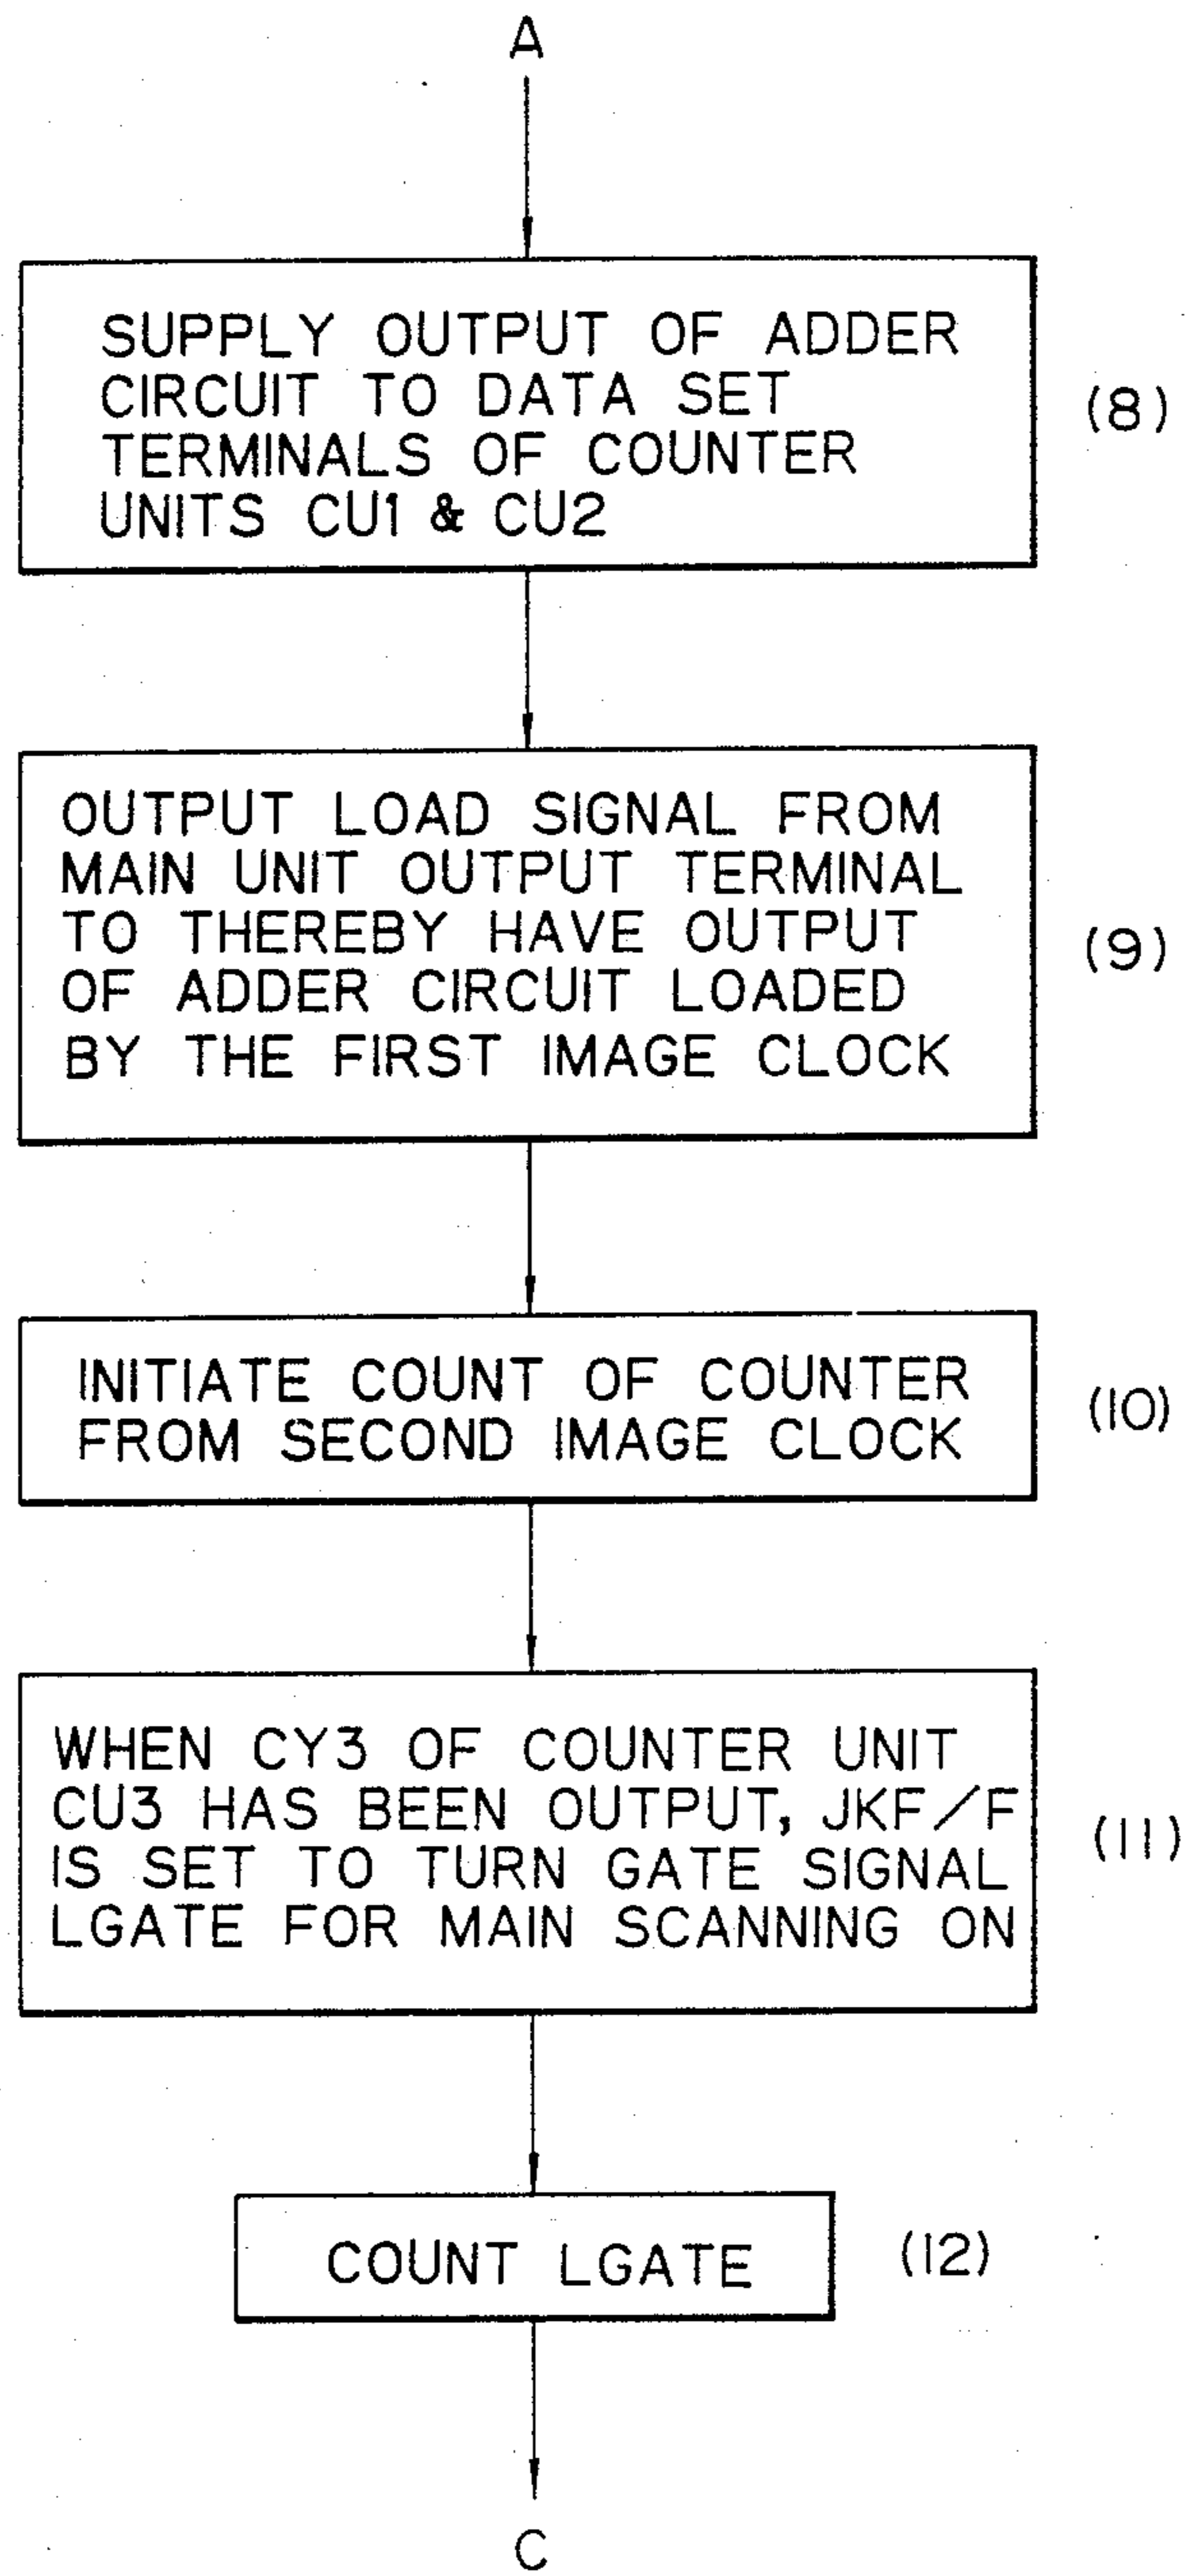 A
SUPPLY OUTPUT OF ADDER
CIRCUIT TO DATA SET
TERMINALS OF COUNTER
UNITS CU1 & CU2
(8)
OUTPUT LOAD SIGNAL FROM
MAIN UNIT OUTPUT TERMINAL
TO THEREBY HAVE OUTPUT
OF ADDER CIRCUIT LOADED
BY THE FIRST IMAGE CLOCK
(9)
INITIATE COUNT OF COUNTER
FROM SECOND IMAGE CLOCK
(10)
WHEN CY3 OF COUNTER UNIT
CU3 HAS BEEN OUTPUT, JKF/F
IS SET TO TURN GATE SIGNAL
LGATE FOR MAIN SCANNING ON
(11)
COUNT LGATE
(12)
C